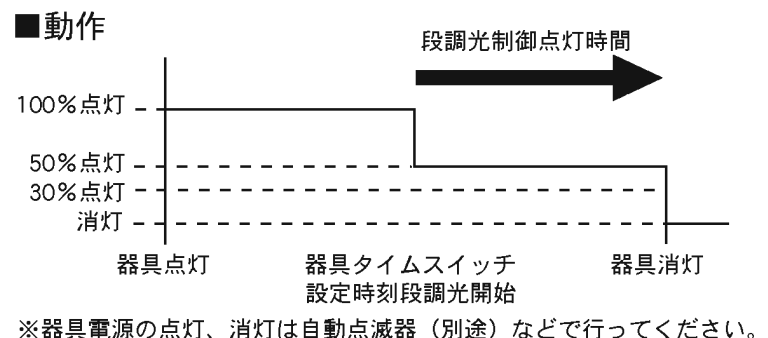 ■動作
段調光制御点灯時間
100%点灯
50%点灯
30%点灯
消灯
器具点灯
器具タイムスイッチ
設定時刻段調光開始
器具消灯
※器具電源の点灯、消灯は自動点滅器（別途）などで行ってください。